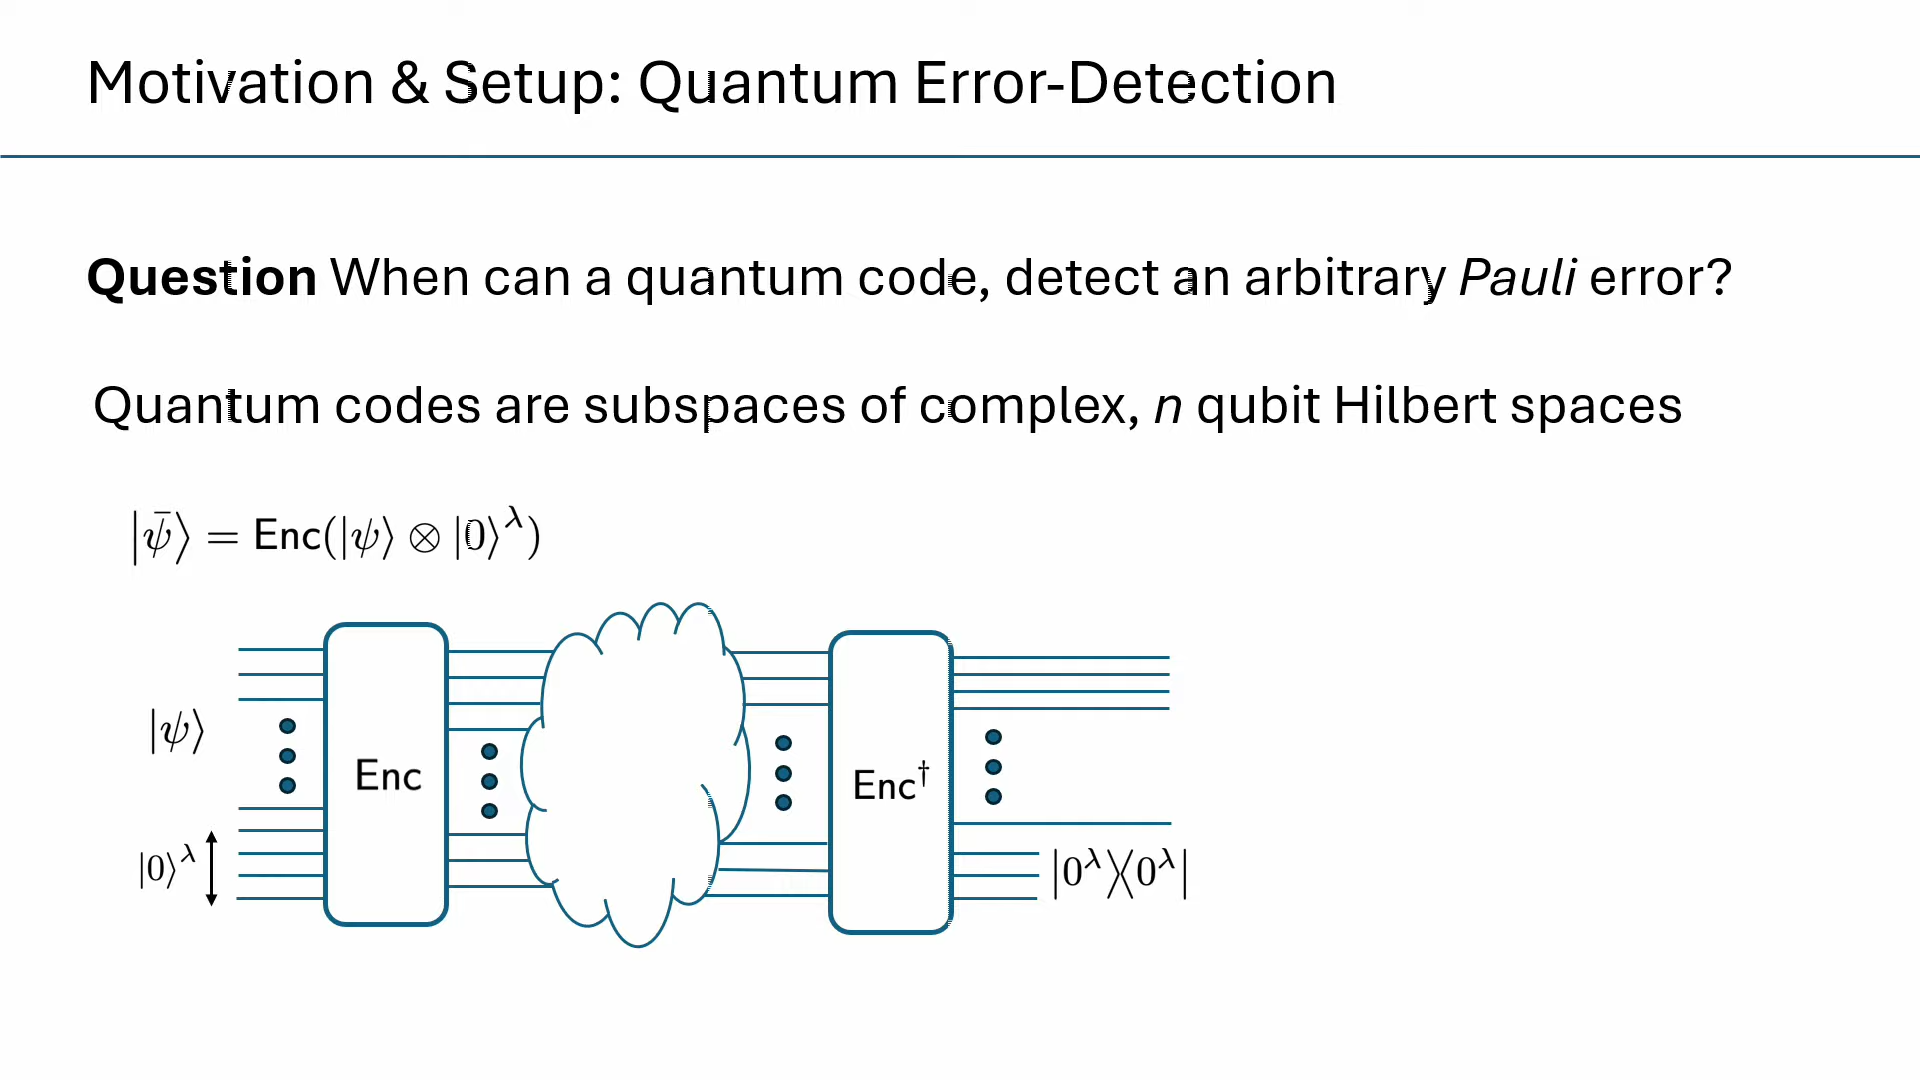 Motivation & Setup: Quantum Error-Detection
Question When can a quantum code, detect an arbitrary Pauli error?
Quantum codes are subspaces of complex, n qubit Hilbert spaces
|ψ̄⟩ = Enc(|ψ⟩ ⊗ |0⟩^λ)
|ψ⟩
Enc
Enc†
|0⟩^λ
|0^λ⟩⟨0^λ|